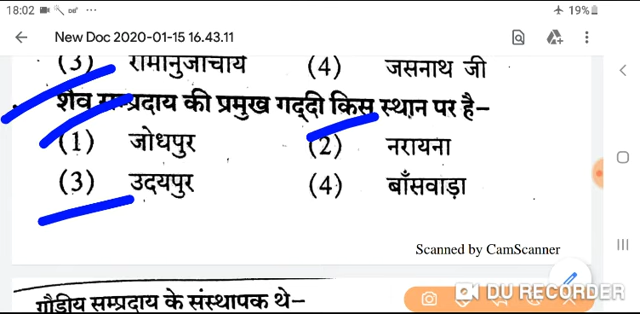 18:02 19%
New Doc 2020-01-15 16.43.11
(3) रामानुजाचार्य (4) जसनाथ जी
शैव सम्प्रदाय की प्रमुख गद्दी किस स्थान पर है–
(1) जोधपुर (2) नरायना
(3) उदयपुर (4) बाँसवाड़ा
Scanned by CamScanner
गौड़ीय सम्प्रदाय के संस्थापक थे–
DU RECORDER